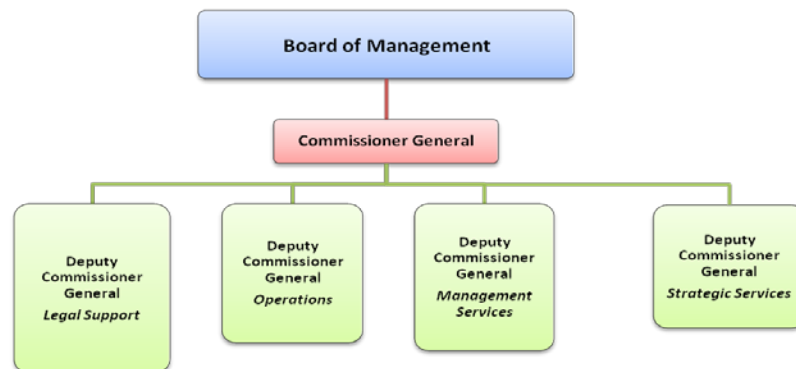 Board of Management
Commissioner General
Deputy
Commissioner
General
Legal Support
Deputy
Commissioner
General
Operations
Deputy
Commissioner
General
Management
Services
Deputy
Commissioner
General
Strategic Services